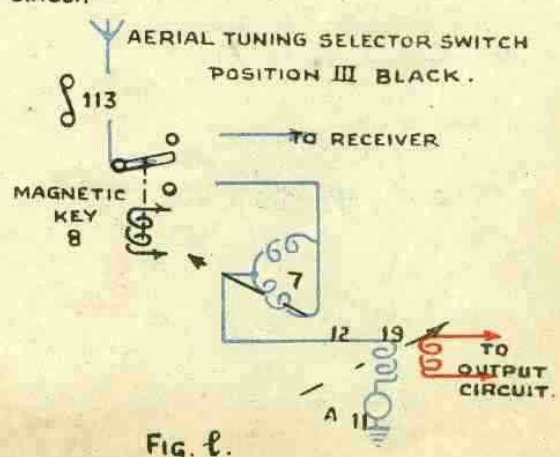 AERIAL TUNING SELECTOR SWITCH
POSITION III BLACK.
113
TO RECEIVER
MAGNETIC
KEY
8
7
12 19
TO
OUTPUT
CIRCUIT.
A 11
FIG. l.